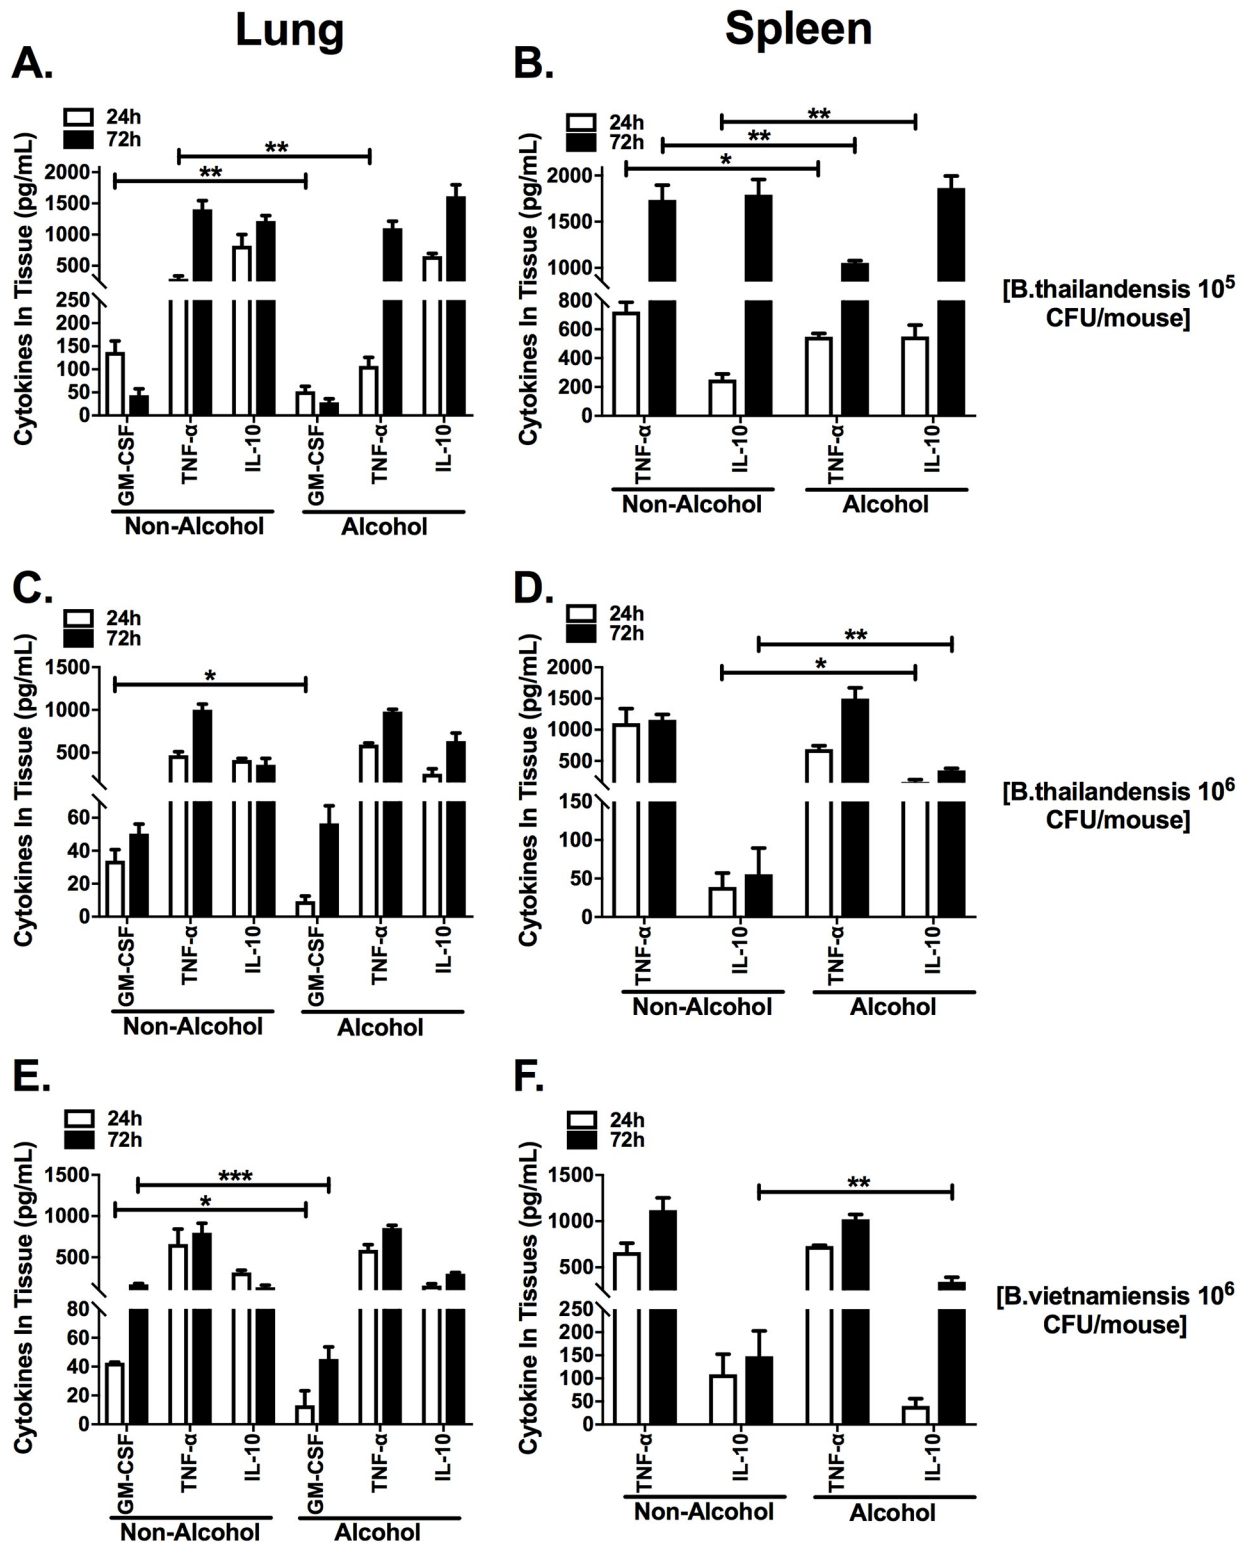 Lung
Spleen
A.
24h
72h
**
**
Cytokines In Tissue (pg/mL)
2000
1500
1000
500
250
200
150
100
50
0
GM-CSF
TNF-α
IL-10
GM-CSF
TNF-α
IL-10
Non-Alcohol
Alcohol
B.
24h
72h
**
**
*
Cytokines In Tissue (pg/mL)
2000
1500
1000
800
600
400
200
0
TNF-α
IL-10
TNF-α
IL-10
Non-Alcohol
Alcohol
[B.thailandensis 10⁵
CFU/mouse]
C.
24h
72h
*
Cytokines In Tissue (pg/mL)
1500
1000
500
60
40
20
0
GM-CSF
TNF-α
IL-10
GM-CSF
TNF-α
IL-10
Non-Alcohol
Alcohol
D.
24h
72h
**
*
Cytokines In Tissue (pg/mL)
2000
1500
1000
500
150
100
50
0
TNF-α
IL-10
TNF-α
IL-10
Non-Alcohol
Alcohol
[B.thailandensis 10⁶
CFU/mouse]
E.
24h
72h
***
*
Cytokines In Tissue (pg/mL)
1500
1000
500
80
60
40
20
0
GM-CSF
TNF-α
IL-10
GM-CSF
TNF-α
IL-10
Non-Alcohol
Alcohol
F.
24h
72h
**
Cytokine In Tissues (pg/mL)
1500
1000
500
250
200
150
100
50
0
TNF-α
IL-10
TNF-α
IL-10
Non-Alcohol
Alcohol
[B.vietnamiensis 10⁶
CFU/mouse]